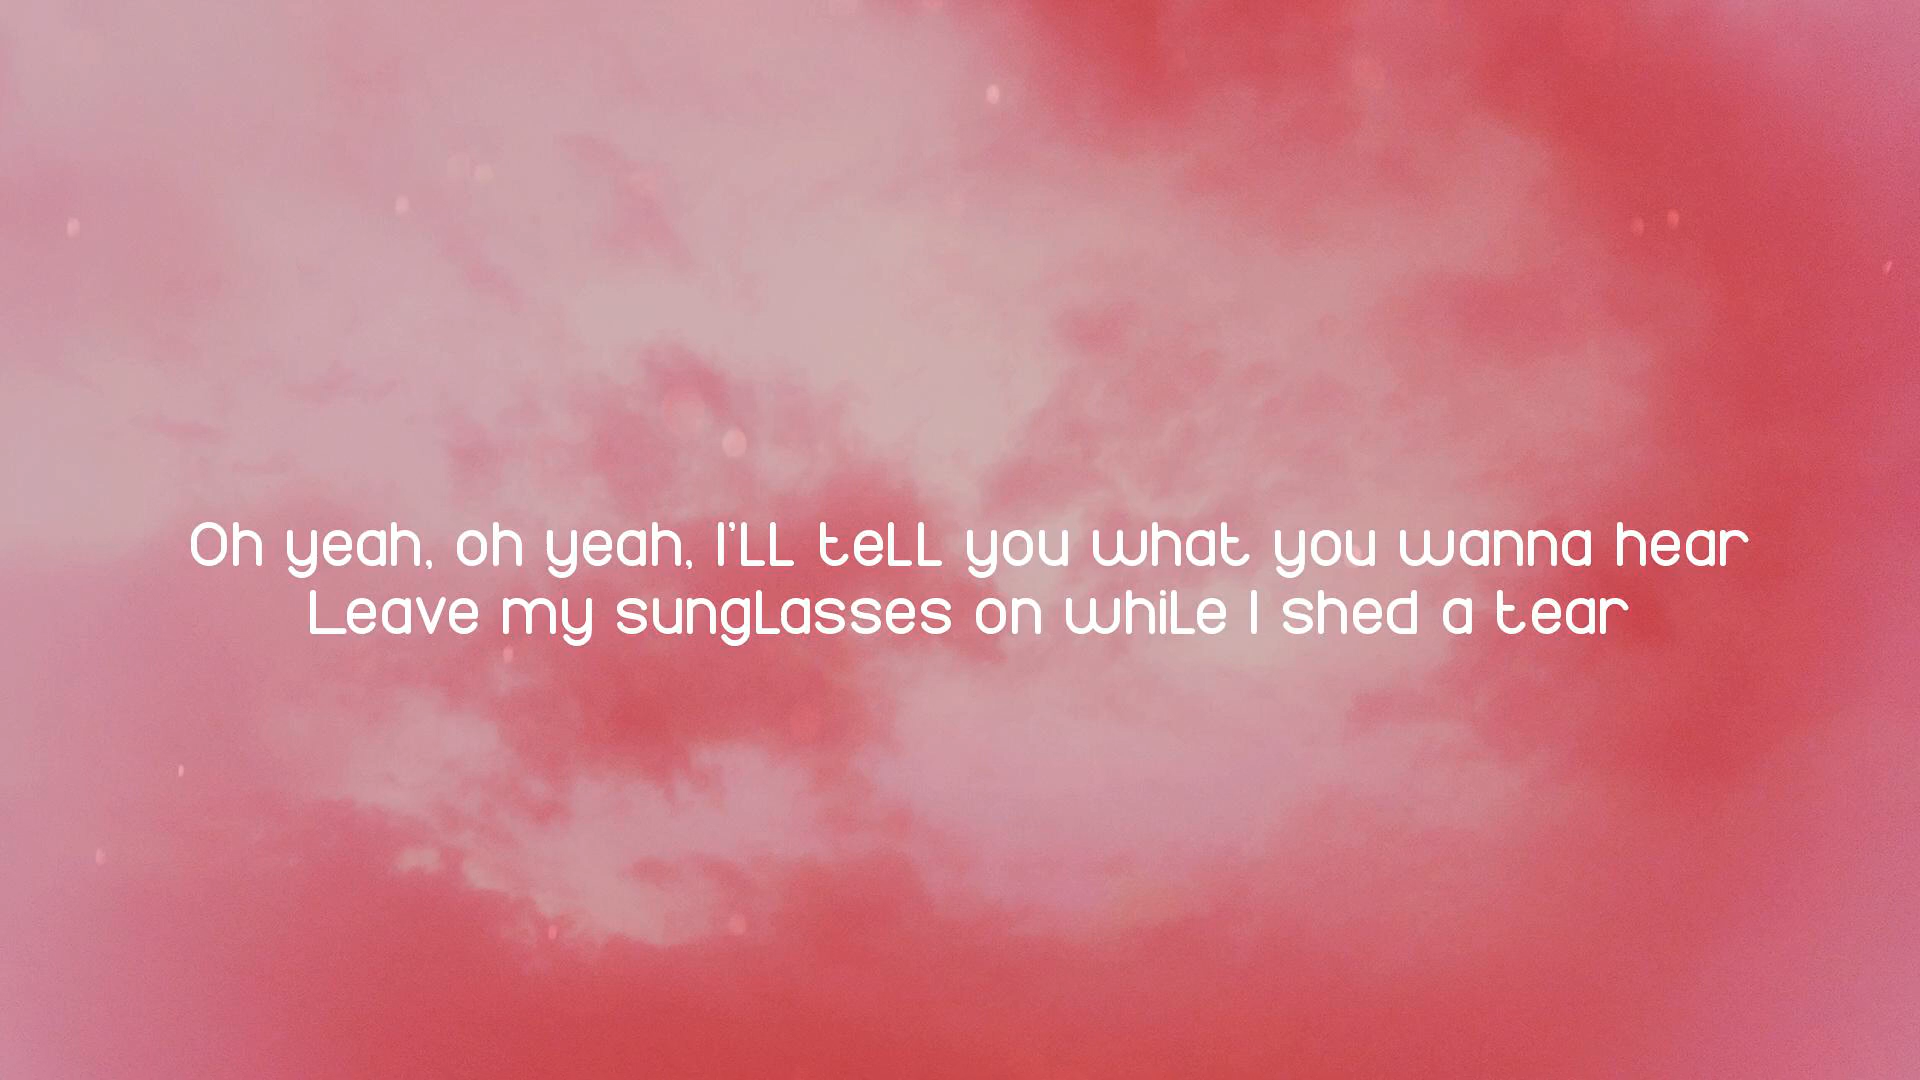 Oh yeah, oh yeah, I'LL teLL you what you wanna hear
Leave my sungLasses on whiLe I shed a tear